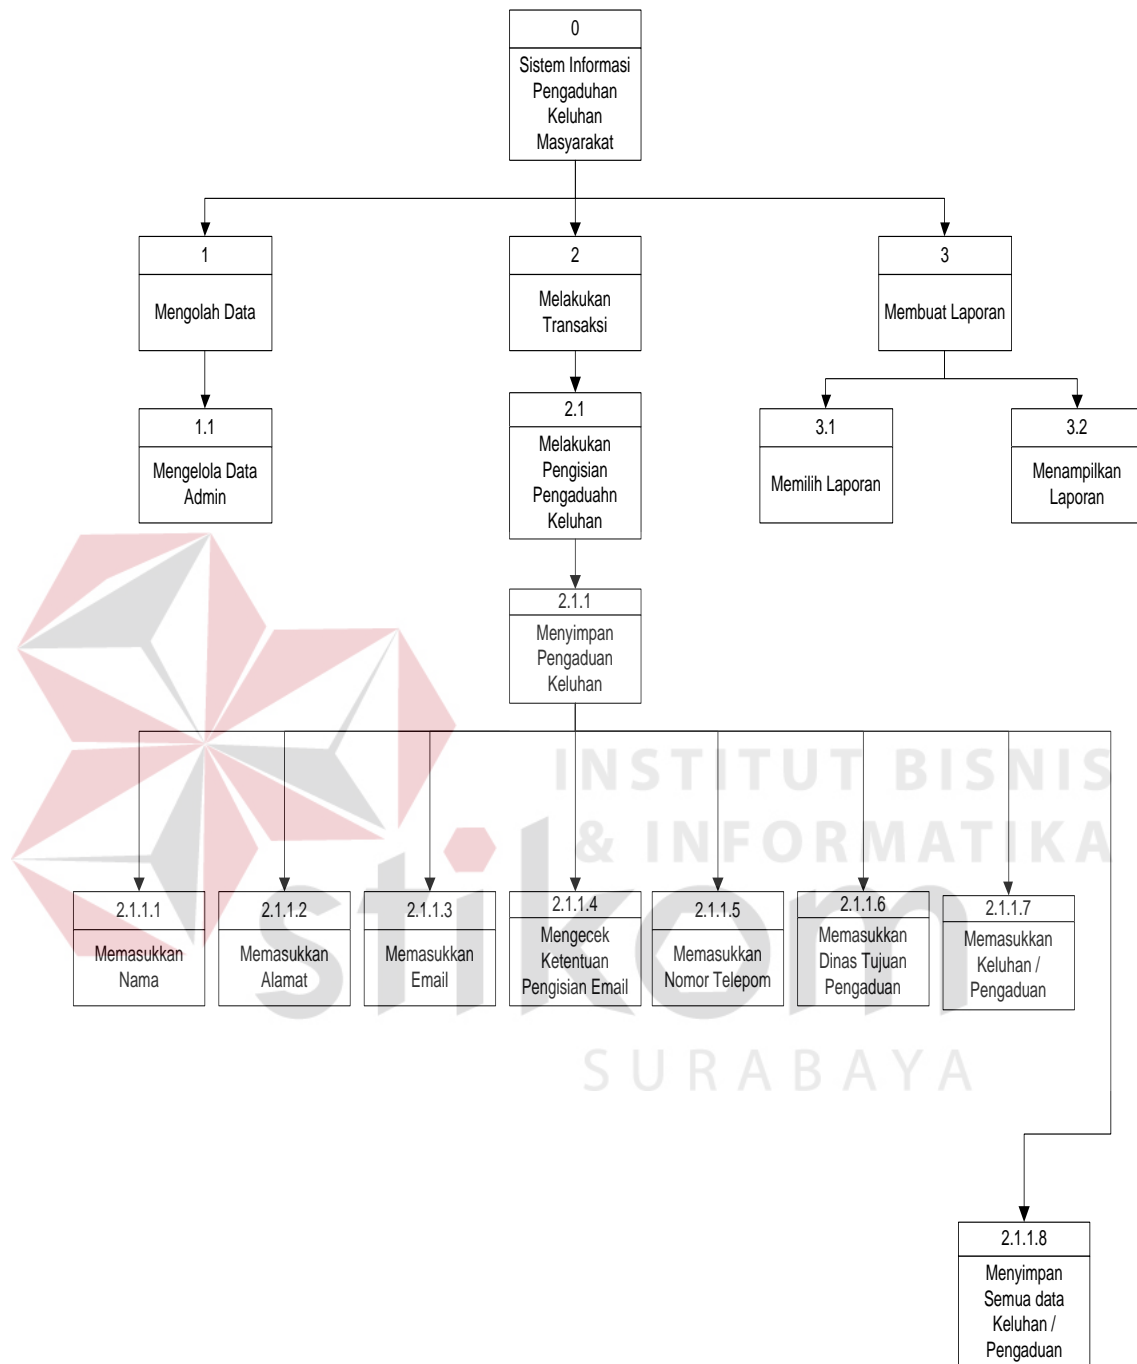 0
Sistem Informasi
Pengaduhan
Keluhan
Masyarakat
1
Mengolah Data
2
Melakukan
Transaksi
3
Membuat Laporan
1.1
Mengelola Data
Admin
2.1
Melakukan
Pengisian
Pengaduahn
Keluhan
3.1
Memilih Laporan
3.2
Menampilkan
Laporan
2.1.1
Menyimpan
Pengaduan
Keluhan
INSTITUT BISNIS
& INFORMATIKA
stikom
SURABAYA
2.1.1.1
Memasukkan
Nama
2.1.1.2
Memasukkan
Alamat
2.1.1.3
Memasukkan
Email
2.1.1.4
Mengecek
Ketentuan
Pengisian Email
2.1.1.5
Memasukkan
Nomor Telepom
2.1.1.6
Memasukkan
Dinas Tujuan
Pengaduan
2.1.1.7
Memasukkan
Keluhan /
Pengaduan
2.1.1.8
Menyimpan
Semua data
Keluhan /
Pengaduan